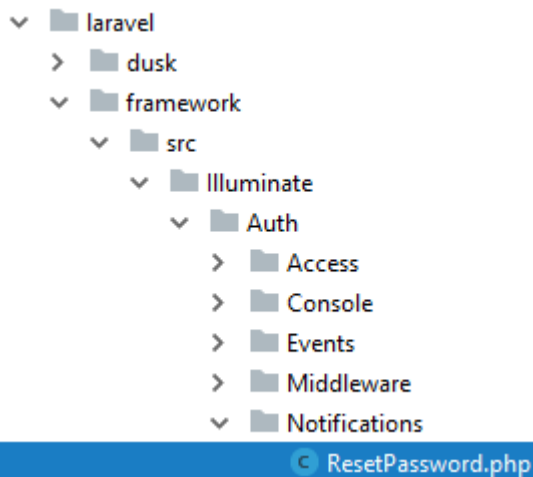 laravel
dusk
framework
src
Illuminate
Auth
Access
Console
Events
Middleware
Notifications
C ResetPassword.php